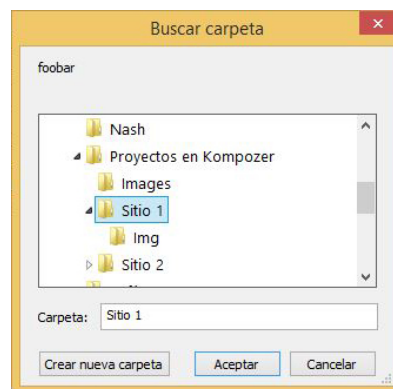 Buscar carpeta
foobar
Nash
Proyectos en Kompozer
Images
Sitio 1
Img
Sitio 2
Carpeta: Sitio 1
Crear nueva carpeta Aceptar Cancelar